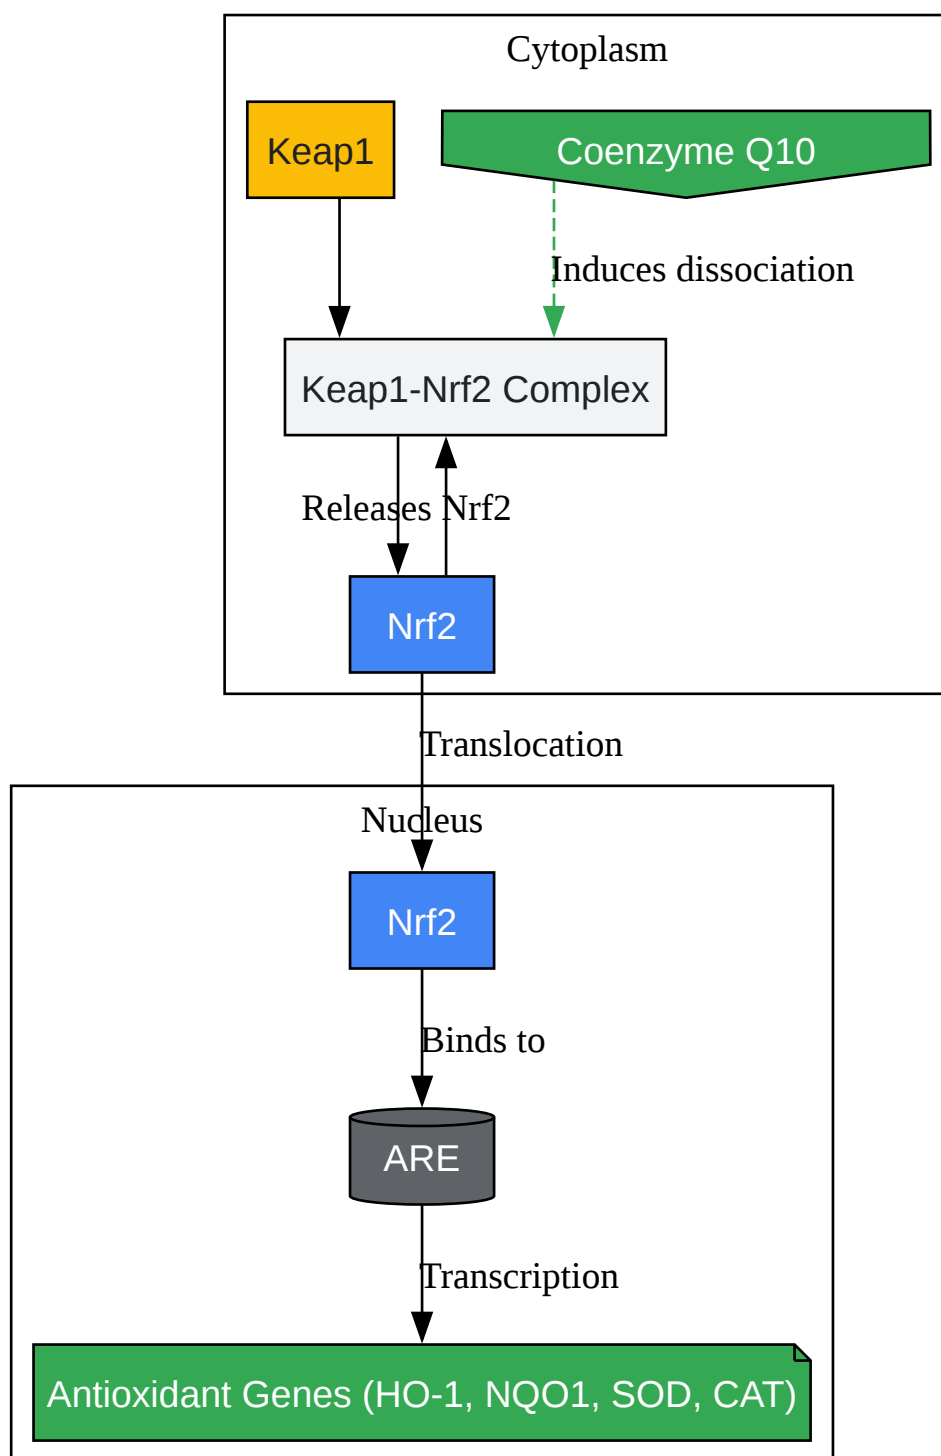 Cytoplasm
Keap1
Coenzyme Q10
Induces dissociation
Keap1-Nrf2 Complex
Releases Nrf2
Nrf2
Translocation
Nucleus
Nrf2
Binds to
ARE
Transcription
Antioxidant Genes (HO-1, NQO1, SOD, CAT)